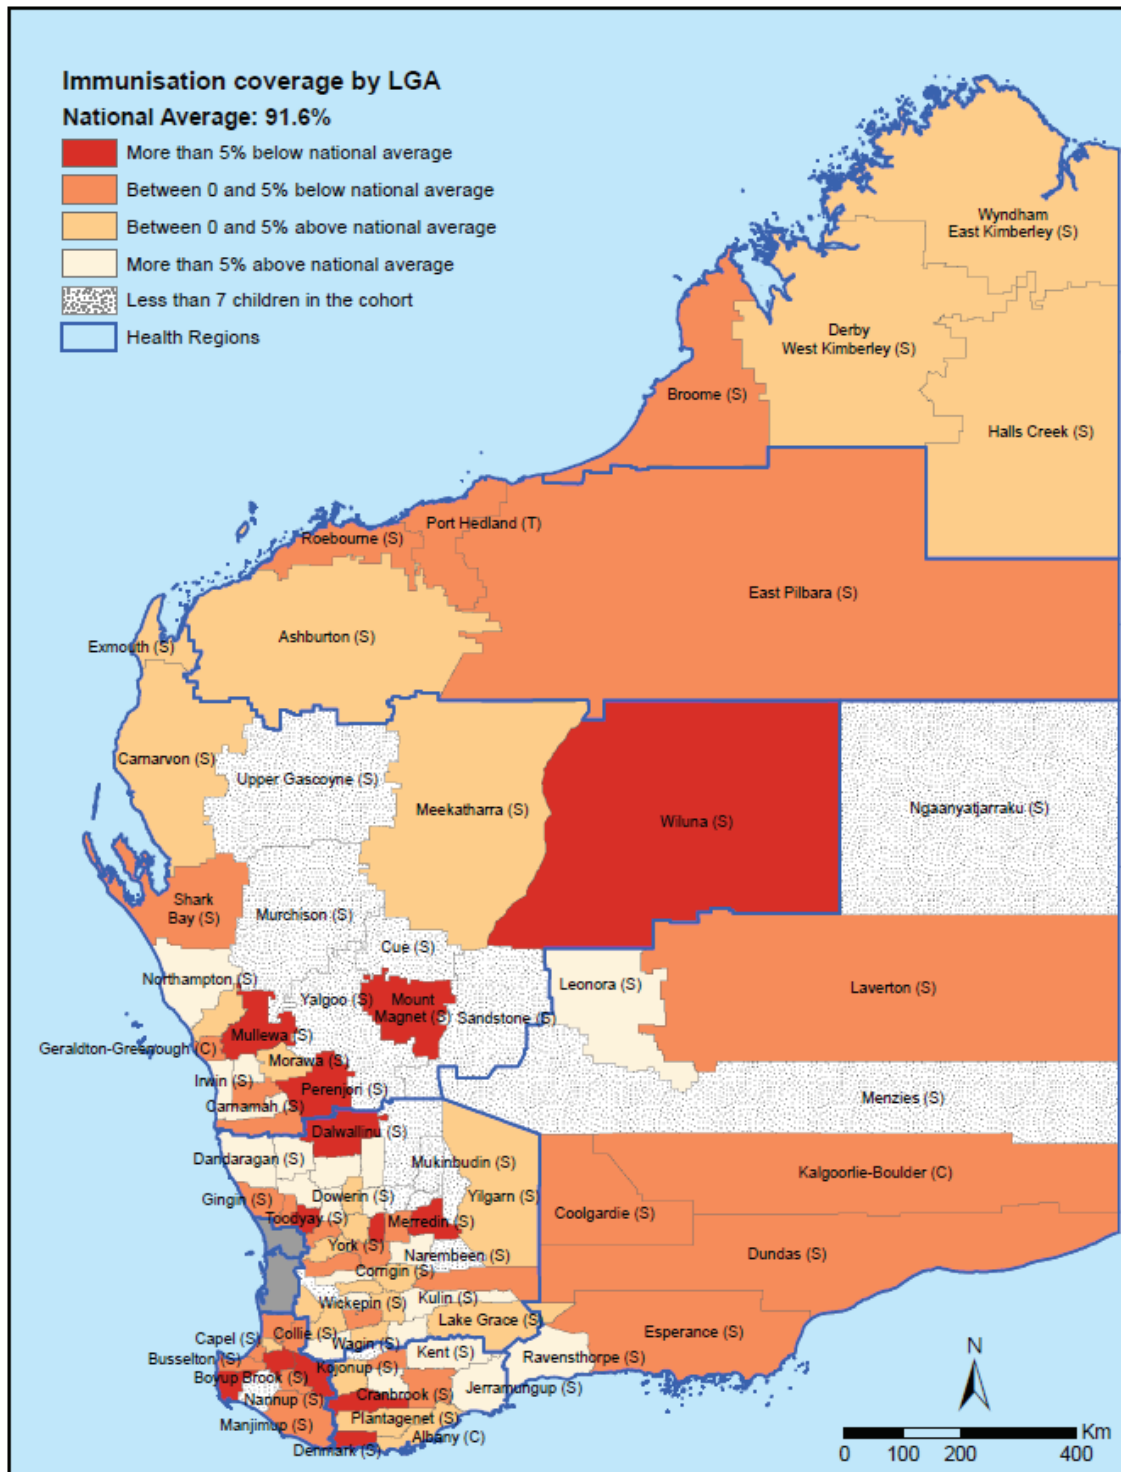 Immunisation coverage by LGA
National Average: 91.6%
More than 5% below national average
Between 0 and 5% below national average
Between 0 and 5% above national average
More than 5% above national average
Less than 7 children in the cohort
Health Regions
Wyndham
East Kimberley (S)
Derby
West Kimberley (S)
Broome (S)
Halls Creek (S)
Port Hedland (T)
Roebourne (S)
East Pilbara (S)
Ashburton (S)
Exmouth (S)
Carnarvon (S)
Upper Gascoyne (S)
Meekatharra (S)
Wiluna (S)
Ngaanyatjarraku (S)
Shark
Bay (S)
Murchison (S)
Cue (S)
Northampton (S)
Yalgoo (S)
Mount
Magnet (S)
Sandstone (S)
Leonora (S)
Laverton (S)
Mullewa (S)
Geraldton-Greenough (C)
Morawa (S)
Irwin (S)
Perenjori (S)
Carnamah (S)
Menzies (S)
Dalwallinu (S)
Dandaragan (S)
Mukinbudin (S)
Kalgoorlie-Boulder (C)
Gingin (S)
Dowerin (S)
Yilgarn (S)
Toodyay (S)
Merredin (S)
Coolgardie (S)
York (S)
Narembeen (S)
Dundas (S)
Corrigin (S)
Wickepin (S)
Kulin (S)
Lake Grace (S)
Capel (S)
Collie (S)
Wagin (S)
Esperance (S)
Busselton (S)
Kent (S)
Ravensthorpe (S)
Boyup Brook (S)
Kojonup (S)
Nannup (S)
Cranbrook (S)
Jerramungup (S)
Manjimup (S)
Plantagenet (S)
Albany (C)
Denmark (S)
N
Km
0 100 200 400